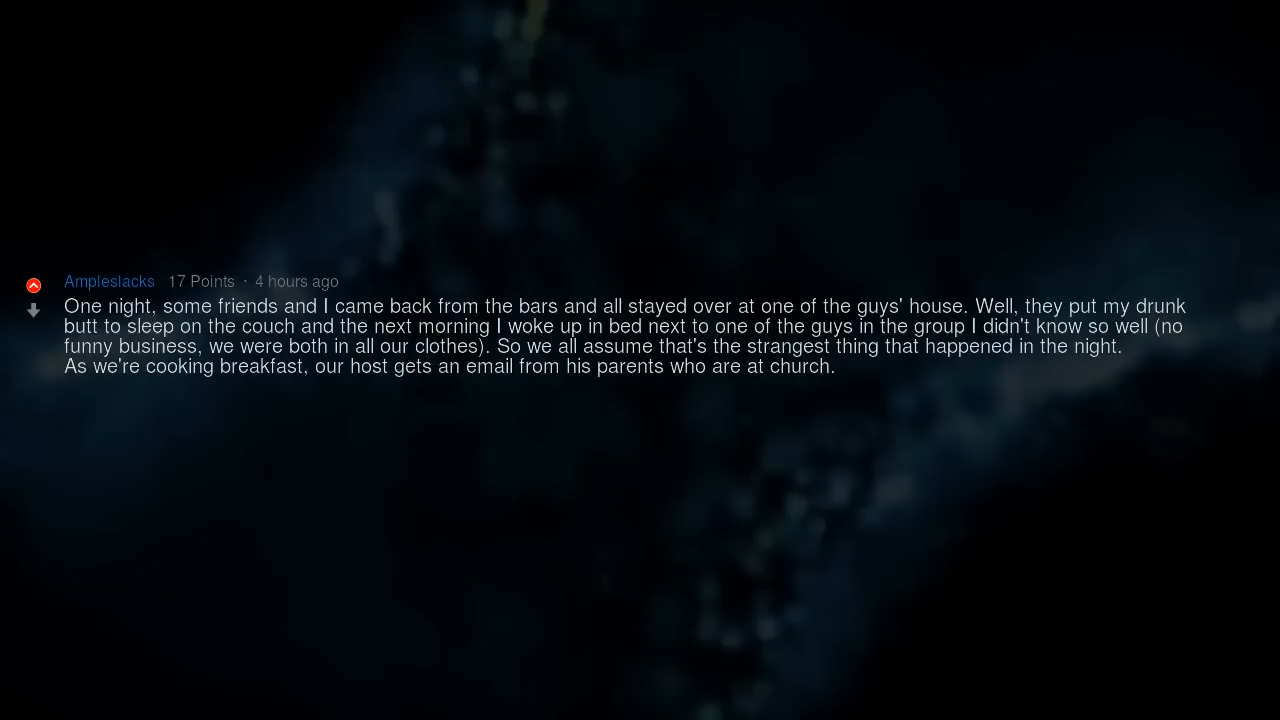 Ampleslacks 17 Points · 4 hours ago
One night, some friends and I came back from the bars and all stayed over at one of the guys' house. Well, they put my drunk
butt to sleep on the couch and the next morning I woke up in bed next to one of the guys in the group I didn't know so well (no
funny business, we were both in all our clothes). So we all assume that's the strangest thing that happened in the night.
As we're cooking breakfast, our host gets an email from his parents who are at church.